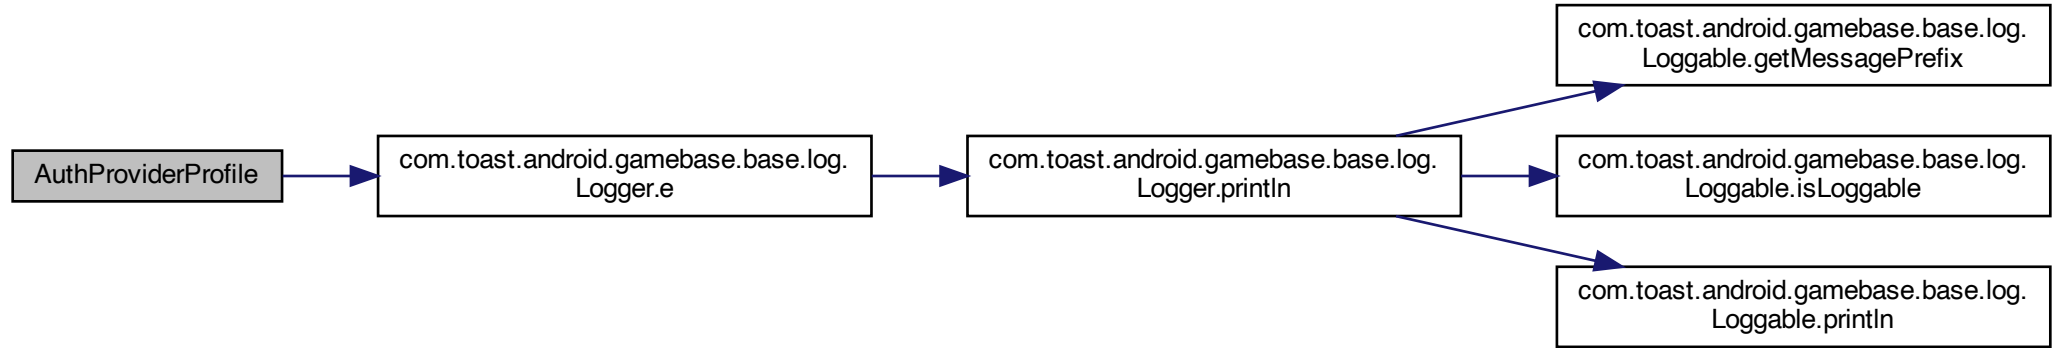 AuthProviderProfile
com.toast.android.gamebase.base.log.
Logger.e
com.toast.android.gamebase.base.log.
Logger.println
com.toast.android.gamebase.base.log.
Loggable.getMessagePrefix
com.toast.android.gamebase.base.log.
Loggable.isLoggable
com.toast.android.gamebase.base.log.
Loggable.println